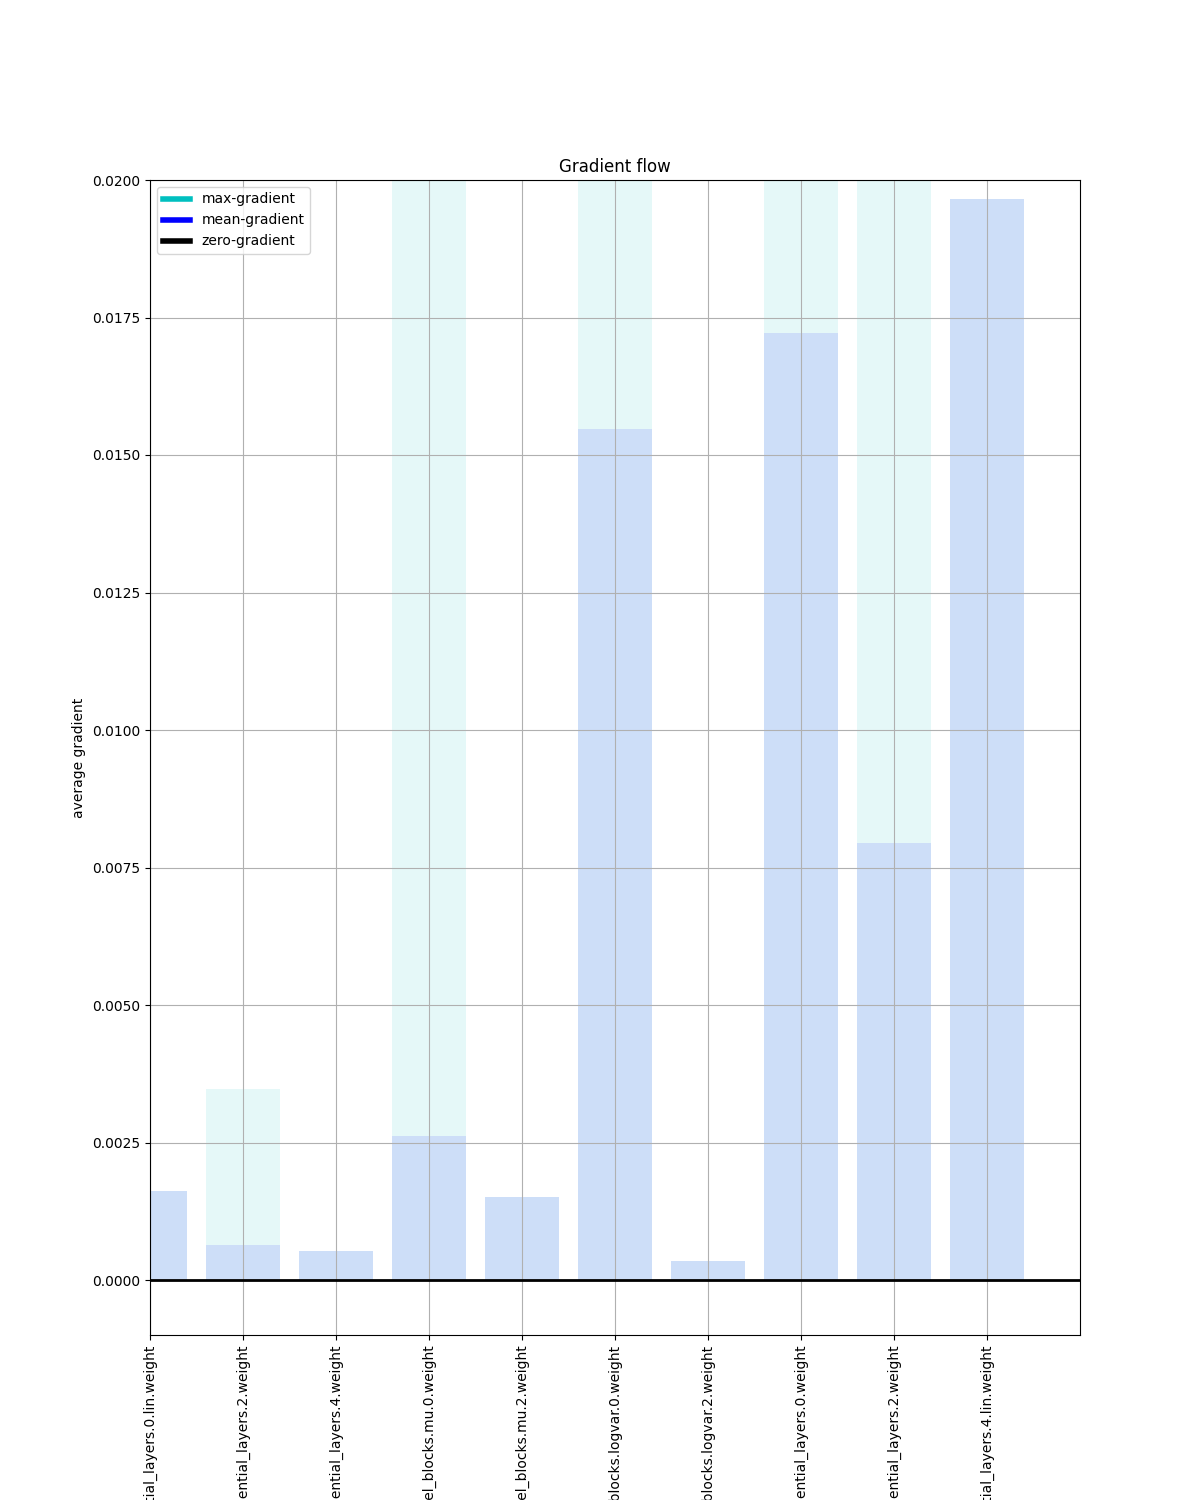 Gradient flow
max-gradient
mean-gradient
zero-gradient
0.0200
0.0175
0.0150
0.0125
0.0100
0.0075
0.0050
0.0025
0.0000
average gradient
tial_layers.0.lin.weight
ential_layers.2.weight
ential_layers.4.weight
el_blocks.mu.0.weight
el_blocks.mu.2.weight
blocks.logvar.0.weight
blocks.logvar.2.weight
ential_layers.0.weight
ential_layers.2.weight
tial_layers.4.lin.weight